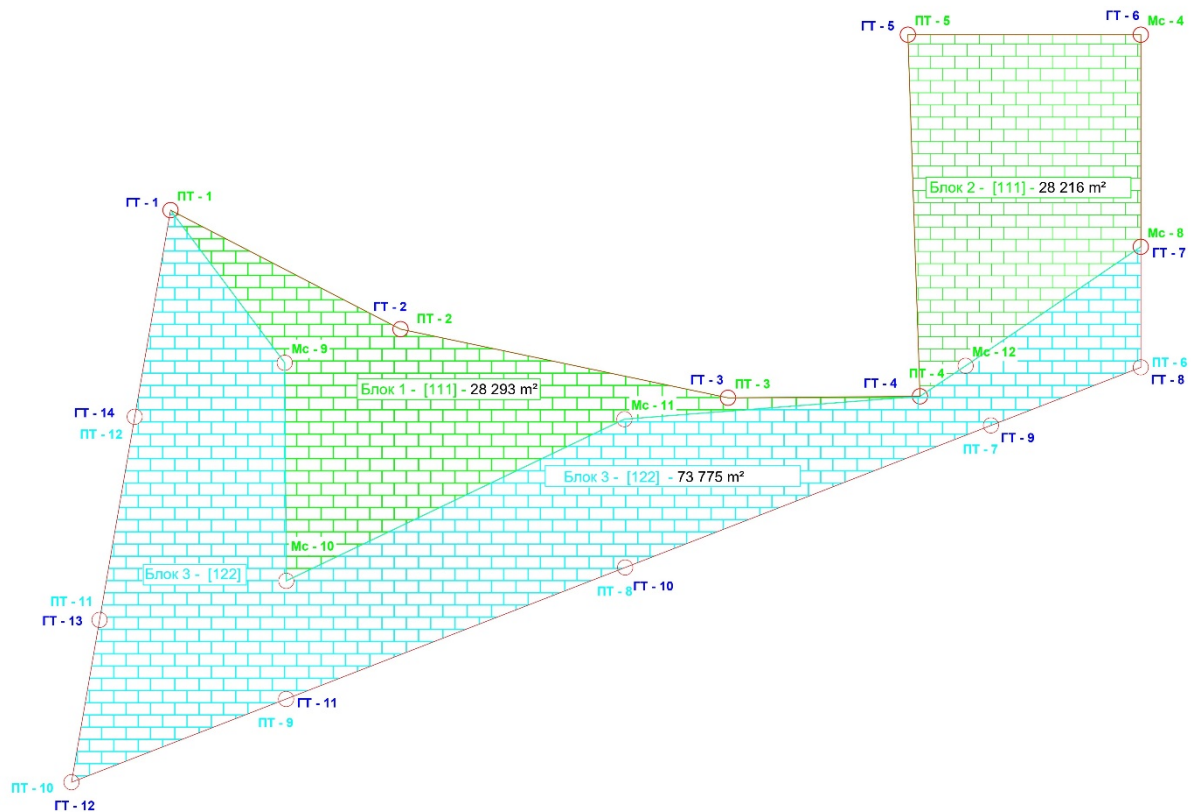 ГТ - 5
ПТ - 5
ГТ - 6
Мс - 4
Блок 2 - [111] - 28 216 m²
ГТ - 1
ПТ - 1
Мс - 8
ГТ - 7
ГТ - 2
ПТ - 2
Мс - 9
Мс - 12
ПТ - 6
ГТ - 8
Блок 1 - [111] - 28 293 m²
ГТ - 3
ПТ - 3
ГТ - 4
ПТ - 4
ГТ - 14
ПТ - 12
Мс - 11
ПТ - 7
ГТ - 9
Блок 3 - [122] - 73 775 m²
Мс - 10
Блок 3 - [122]
ПТ - 8
ГТ - 10
ПТ - 11
ГТ - 13
ПТ - 9
ГТ - 11
ПТ - 10
ГТ - 12